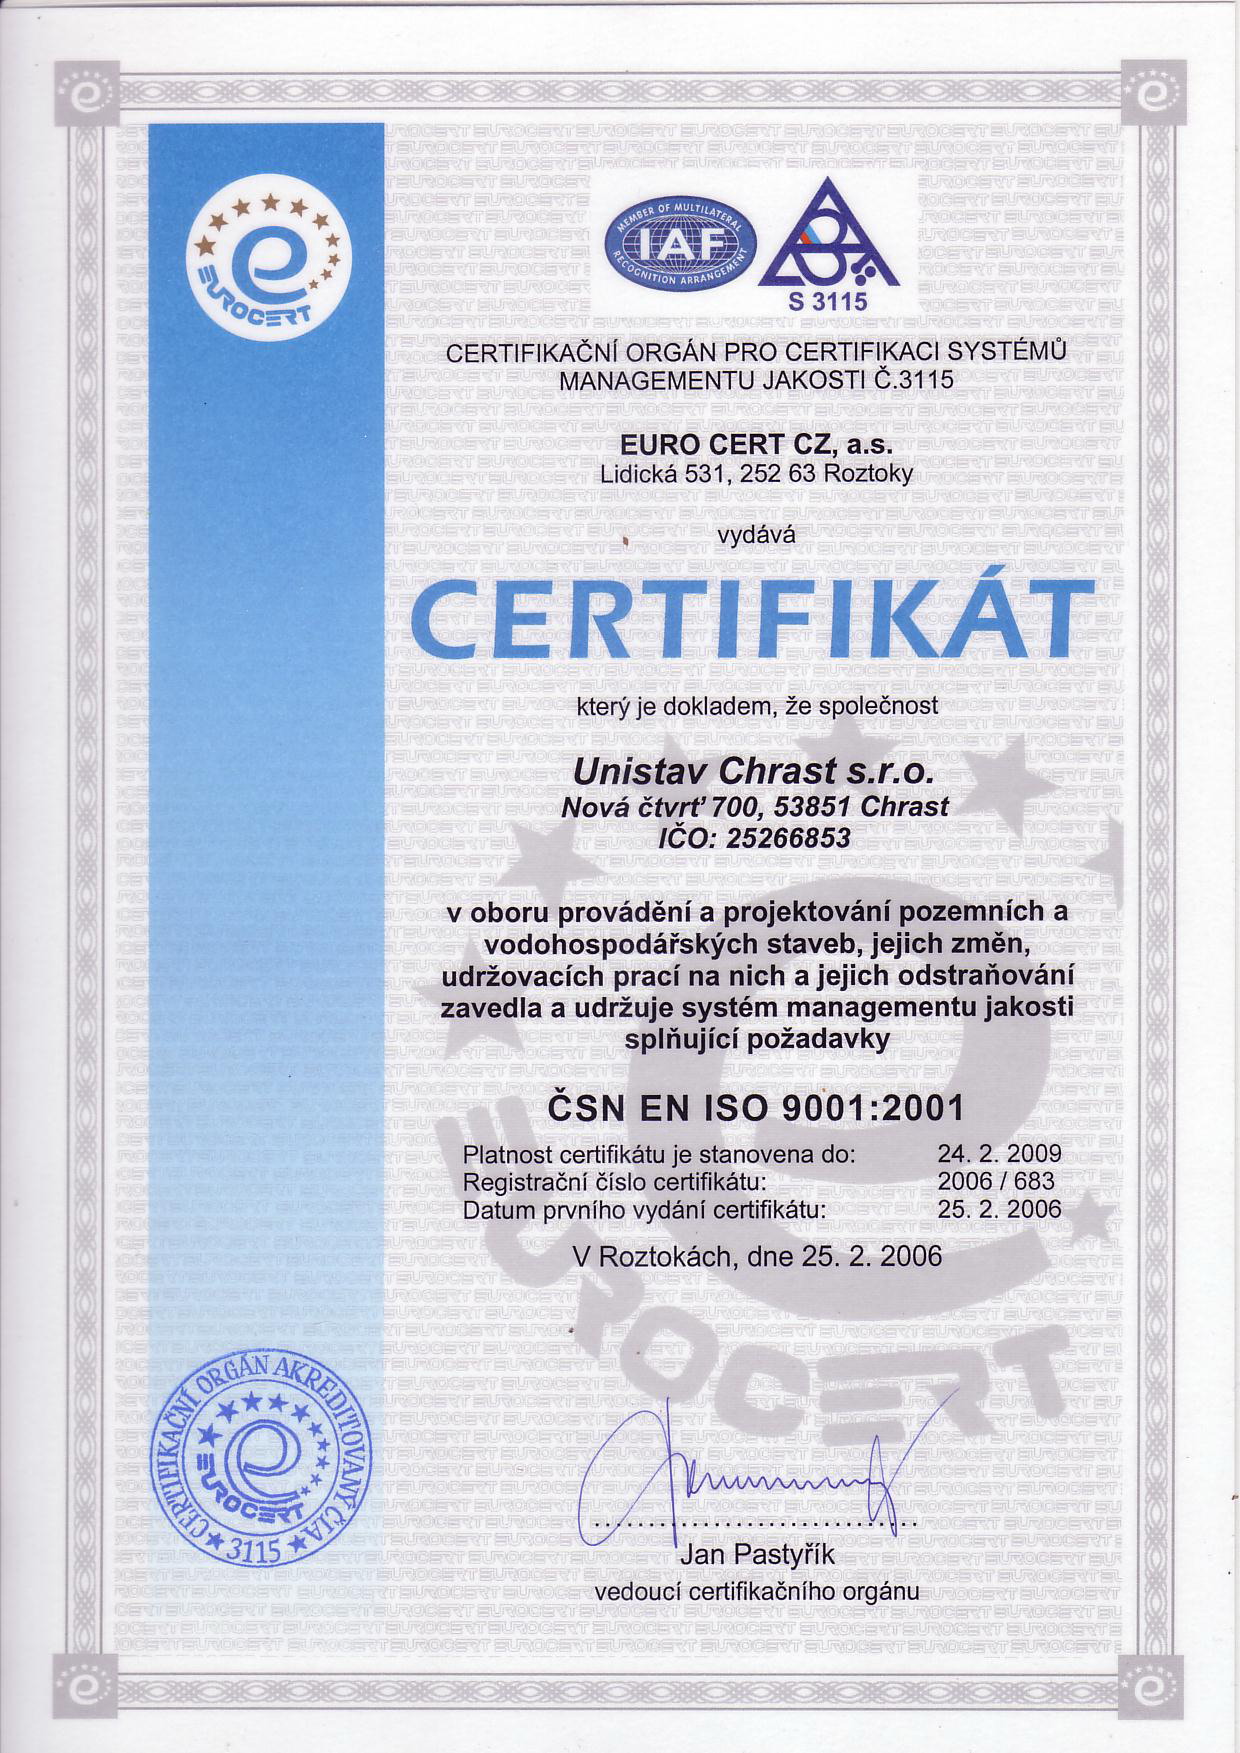 EUROCERT
MEMBER OF MULTILATERAL
IAF
RECOGNITION ARRANGEMENT
S 3115
CERTIFIKAČNÍ ORGÁN PRO CERTIFIKACI SYSTÉMŮ
MANAGEMENTU JAKOSTI Č.3115
EURO CERT CZ, a.s.
Lidická 531, 252 63 Roztoky
vydává
CERTIFIKÁT
který je dokladem, že společnost
Unistav Chrast s.r.o.
Nová čtvrť 700, 53851 Chrast
IČO: 25266853
v oboru provádění a projektování pozemních a
vodohospodářských staveb, jejich změn,
udržovacích prací na nich a jejich odstraňování
zavedla a udržuje systém managementu jakosti
splňující požadavky
ČSN EN ISO 9001:2001
Platnost certifikátu je stanovena do: 24. 2. 2009
Registrační číslo certifikátu: 2006 / 683
Datum prvního vydání certifikátu: 25. 2. 2006
V Roztokách, dne 25. 2. 2006
EUROCERT
CERTIFIKAČNÍ ORGÁN AKREDITOVANÝ ČIA
EUROCERT
3115
Jan Pastyřík
vedoucí certifikačního orgánu